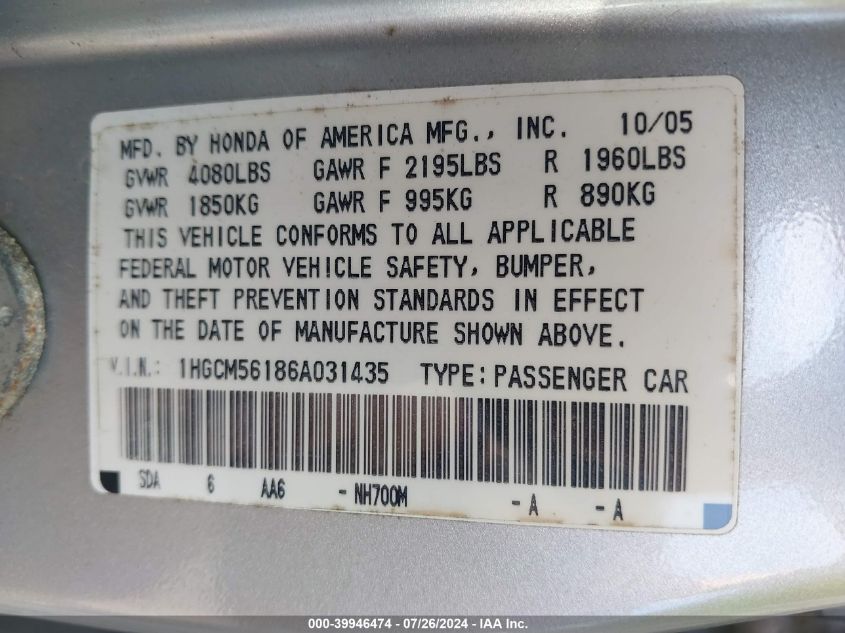 MFD. BY HONDA OF AMERICA MFG., INC. 10/05
GVWR 4080LBS GAWR F 2195LBS R 1960LBS
GVWR 1850KG GAWR F 995KG R 890KG
THIS VEHICLE CONFORMS TO ALL APPLICABLE
FEDERAL MOTOR VEHICLE SAFETY, BUMPER,
AND THEFT PREVENTION STANDARDS IN EFFECT
ON THE DATE OF MANUFACTURE SHOWN ABOVE.
V.I.N.: 1HGCM56186A031435 TYPE: PASSENGER CAR
SDA 6 AA6 - NH700M - A - A
000-39946474 | 07/26/2024 - IAA Inc.